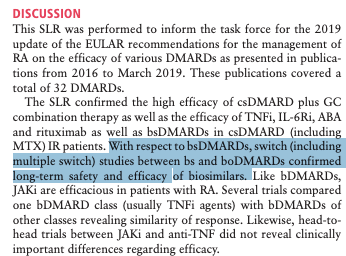 DISCUSSION
This SLR was performed to inform the task force for the 2019
update of the EULAR recommendations for the management of
RA on the efficacy of various DMARDs as presented in publica-
tions from 2016 to March 2019. These publications covered a
total of 32 DMARDs.
The SLR confirmed the high efficacy of csDMARD plus GC
combination therapy as well as the efficacy of TNFi, IL-6Ri, ABA
and rituximab as well as bsDMARDs in csDMARD (including
MTX) IR patients. With respect to bsDMARDs, switch (including
multiple switch) studies between bs and boDMARDs confirmed
long-term safety and efficacy of biosimilars. Like bDMARDs,
JAKi are efficacious in patients with RA. Several trials compared
one bDMARD class (usually TNFi agents) with bDMARDs of
other classes revealing similarity of response. Likewise, head-to-
head trials between JAKi and anti-TNF did not reveal clinically
important differences regarding efficacy.